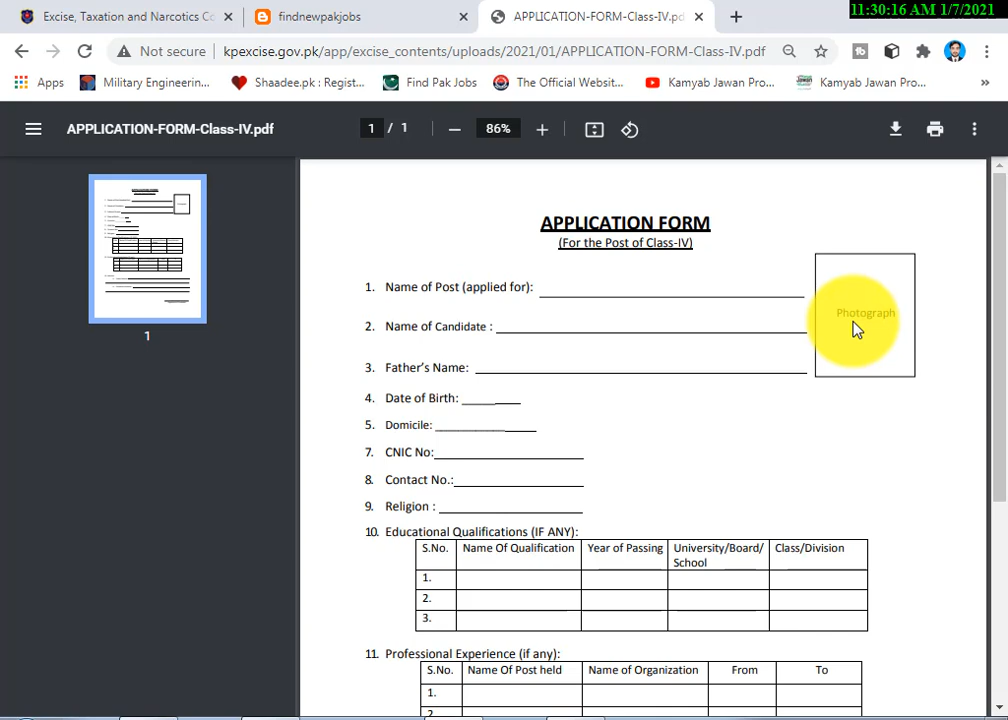 Excise, Taxation and Narcotics Co
findnewpakjobs
APPLICATION-FORM-Class-IV.pd
11:30:16 AM 1/7/2021
Not secure
kpexcise.gov.pk/app/excise_contents/uploads/2021/01/APPLICATION-FORM-Class-IV.pdf
Apps
Military Engineerin...
Shaadee.pk : Regist...
Find Pak Jobs
The Official Websit...
Kamyab Jawan Pro...
Kamyab Jawan Pro...
APPLICATION-FORM-Class-IV.pdf
1 / 1
86%
1
APPLICATION FORM
(For the Post of Class-IV)
Photograph
1. Name of Post (applied for):
2. Name of Candidate :
3. Father's Name:
4. Date of Birth:
5. Domicile:
7. CNIC No:
8. Contact No.:
9. Religion :
10. Educational Qualifications (IF ANY):
S.No. Name Of Qualification Year of Passing University/Board/ School Class/Division
1.
2.
3.
11. Professional Experience (if any):
S.No. Name Of Post held Name of Organization From To
1.
2